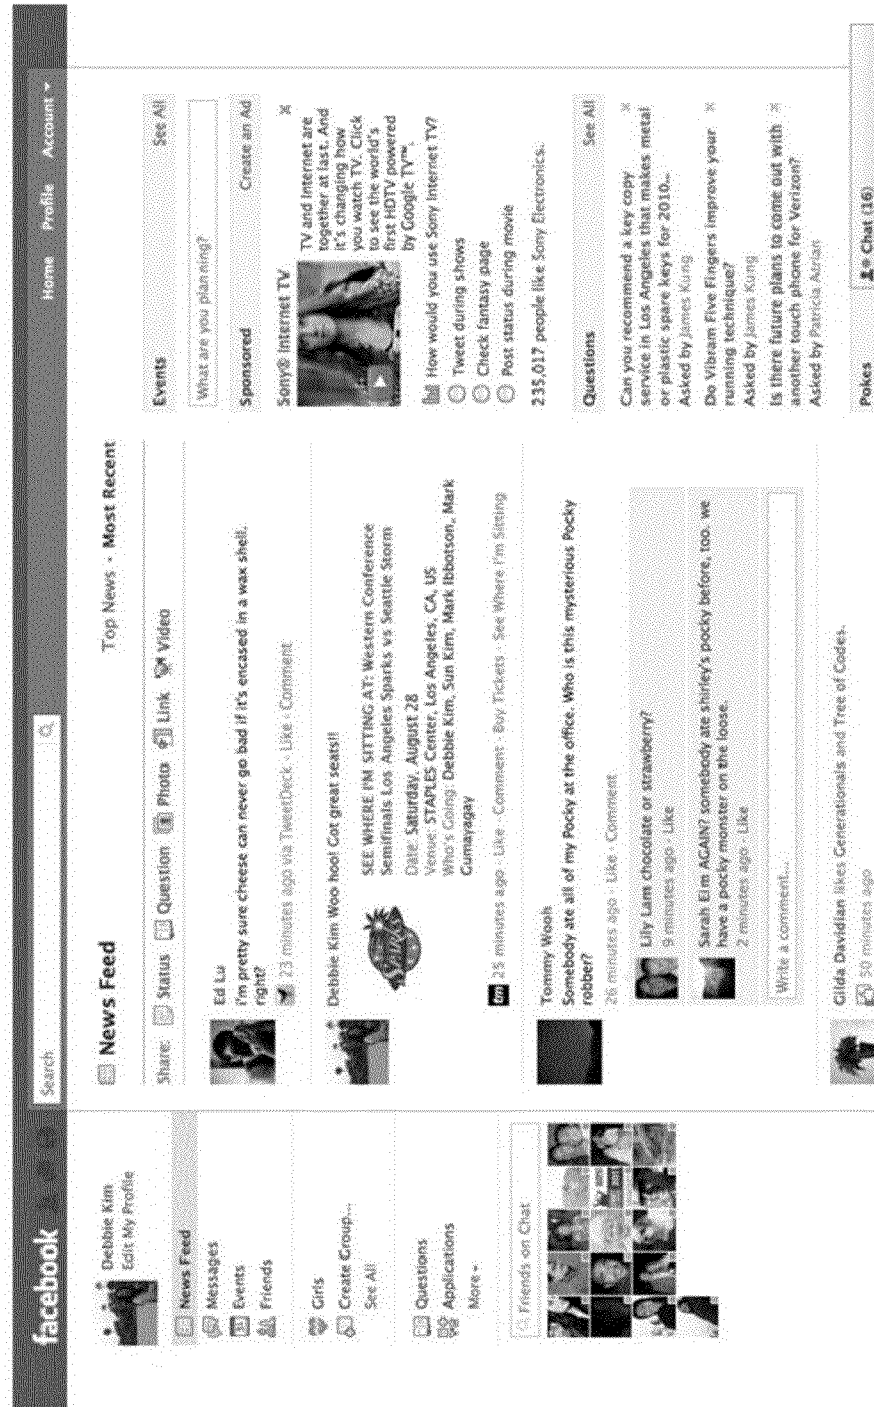 facebook
Search
Home Profile Account
Debbie Kim
Edit My Profile
News Feed
Messages
Events
Friends
Girls
Create Group...
See All
Questions
Applications
More
Friends on Chat
News Feed
Top News · Most Recent
Share: Status Question Photo Link Video
Ed Lu
i'm pretty sure cheese can never go bad if it's encased in a wax shell.
right?
23 minutes ago via TweetDeck · Like · Comment
Debbie Kim Woo hoo! Got great seats!!
SEE WHERE I'M SITTING AT: Western Conference
Semifinals Los Angeles Sparks vs Seattle Storm
Date: Saturday, August 28
Venue: STAPLES Center, Los Angeles, CA, US
Who's Going: Debbie Kim, Sun Kim, Mark Ibbotson, Mark
Gumayagay
tm 25 minutes ago · Like · Comment · Buy Tickets · See Where I'm Sitting
Tommy Wooh
Somebody ate all of my Pocky at the office. Who is this mysterious Pocky
robber?
26 minutes ago · Like · Comment
Lily Lam chocolate or strawberry?
9 minutes ago · Like
Sarah Elm AGAIN? somebody ate shirley's pocky before, too. we
have a pocky monster on the loose.
2 minutes ago · Like
Write a comment...
Gilda Davidian likes Generationals and Tree of Codes.
50 minutes ago
Events See All
What are you planning?
Sponsored Create an Ad
Sony® Internet TV
TV and Internet are
together at last. And
it's changing how
you watch TV. Click
to see the world's
first HDTV powered
by Google TV™.
How would you use Sony Internet TV?
Tweet during shows
Check fantasy page
Post status during movie
235,017 people like Sony Electronics.
Questions See All
Can you recommend a key copy
service in Los Angeles that makes metal
or plastic spare keys for 2010...
Asked by James Kung
Do Vibram Five Fingers improve your
running technique?
Asked by James Kung
Is there future plans to come out with
another touch phone for Verizon?
Asked by Patricia Atrian
Pokes
Chat (16)